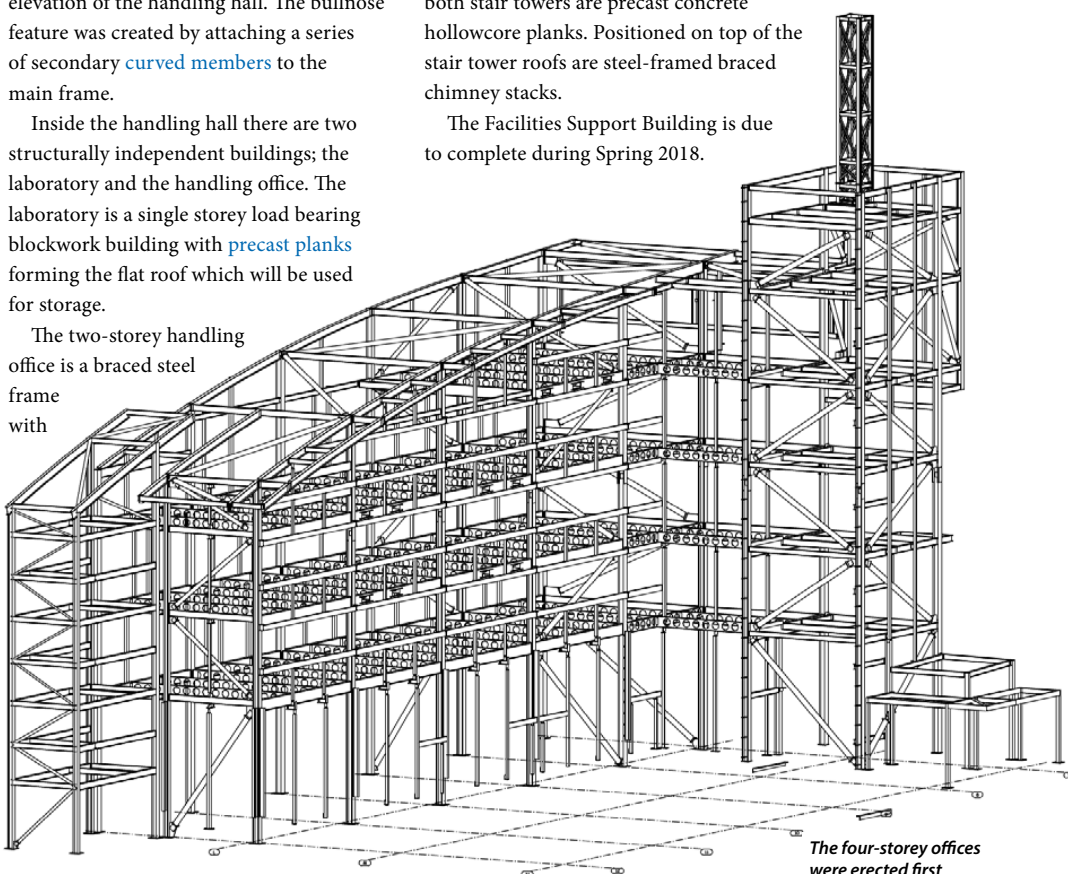 elevation of the handling hall. The bullnose
feature was created by attaching a series
of secondary curved members to the
main frame.
Inside the handling hall there are two
structurally independent buildings; the
laboratory and the handling office. The
laboratory is a single storey load bearing
blockwork building with precast planks
forming the flat roof which will be used
for storage.
The two-storey handling
office is a braced steel
frame
with
both stair towers are precast concrete
hollowcore planks. Positioned on top of the
stair tower roofs are steel-framed braced
chimney stacks.
The Facilities Support Building is due
to complete during Spring 2018.
The four-storey offices
were erected first